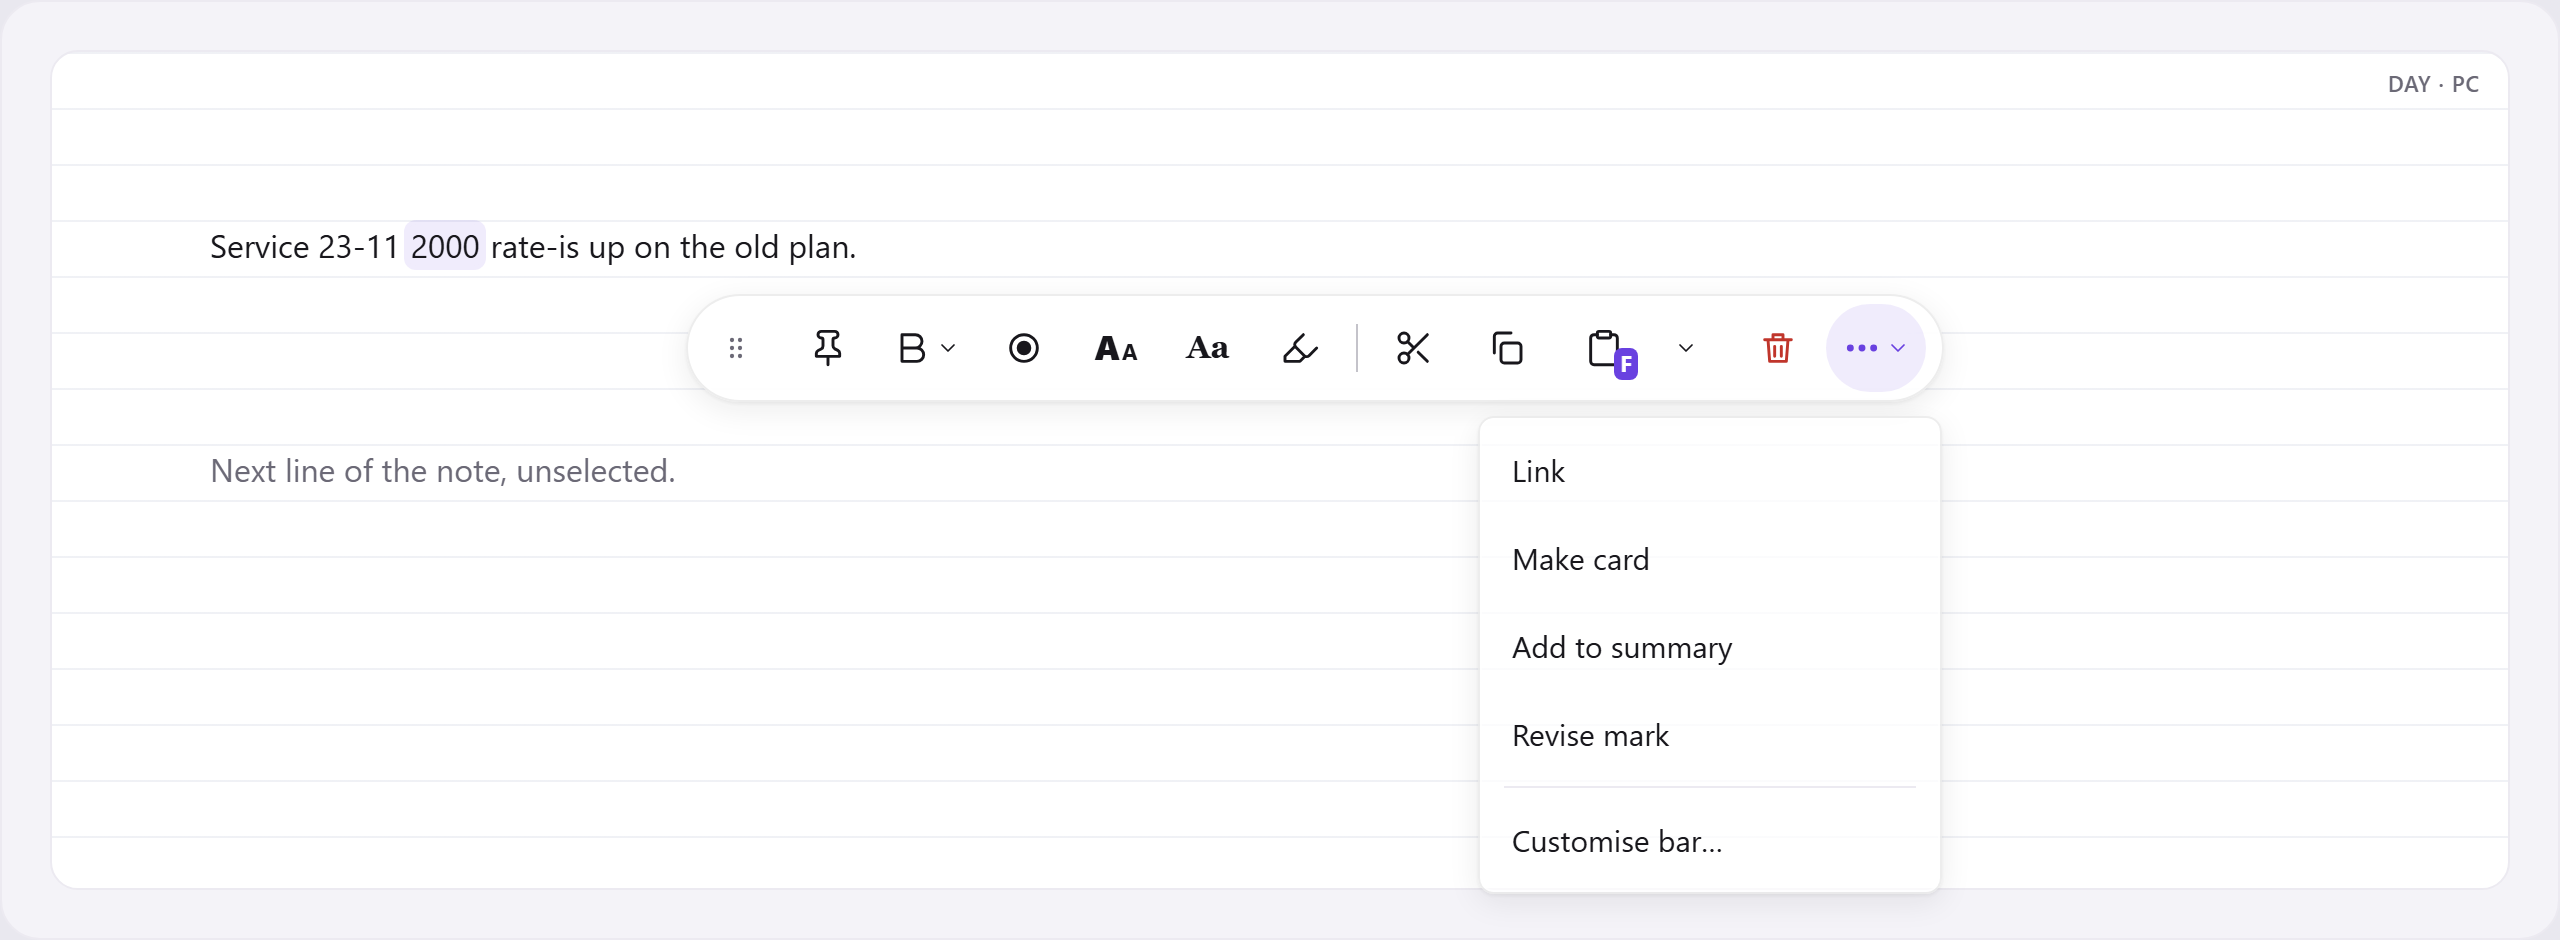 DAY · PC
Service 23-11 2000 rate-is up on the old plan.
B AA Aa F
Next line of the note, unselected.
Link
Make card
Add to summary
Revise mark
Customise bar...